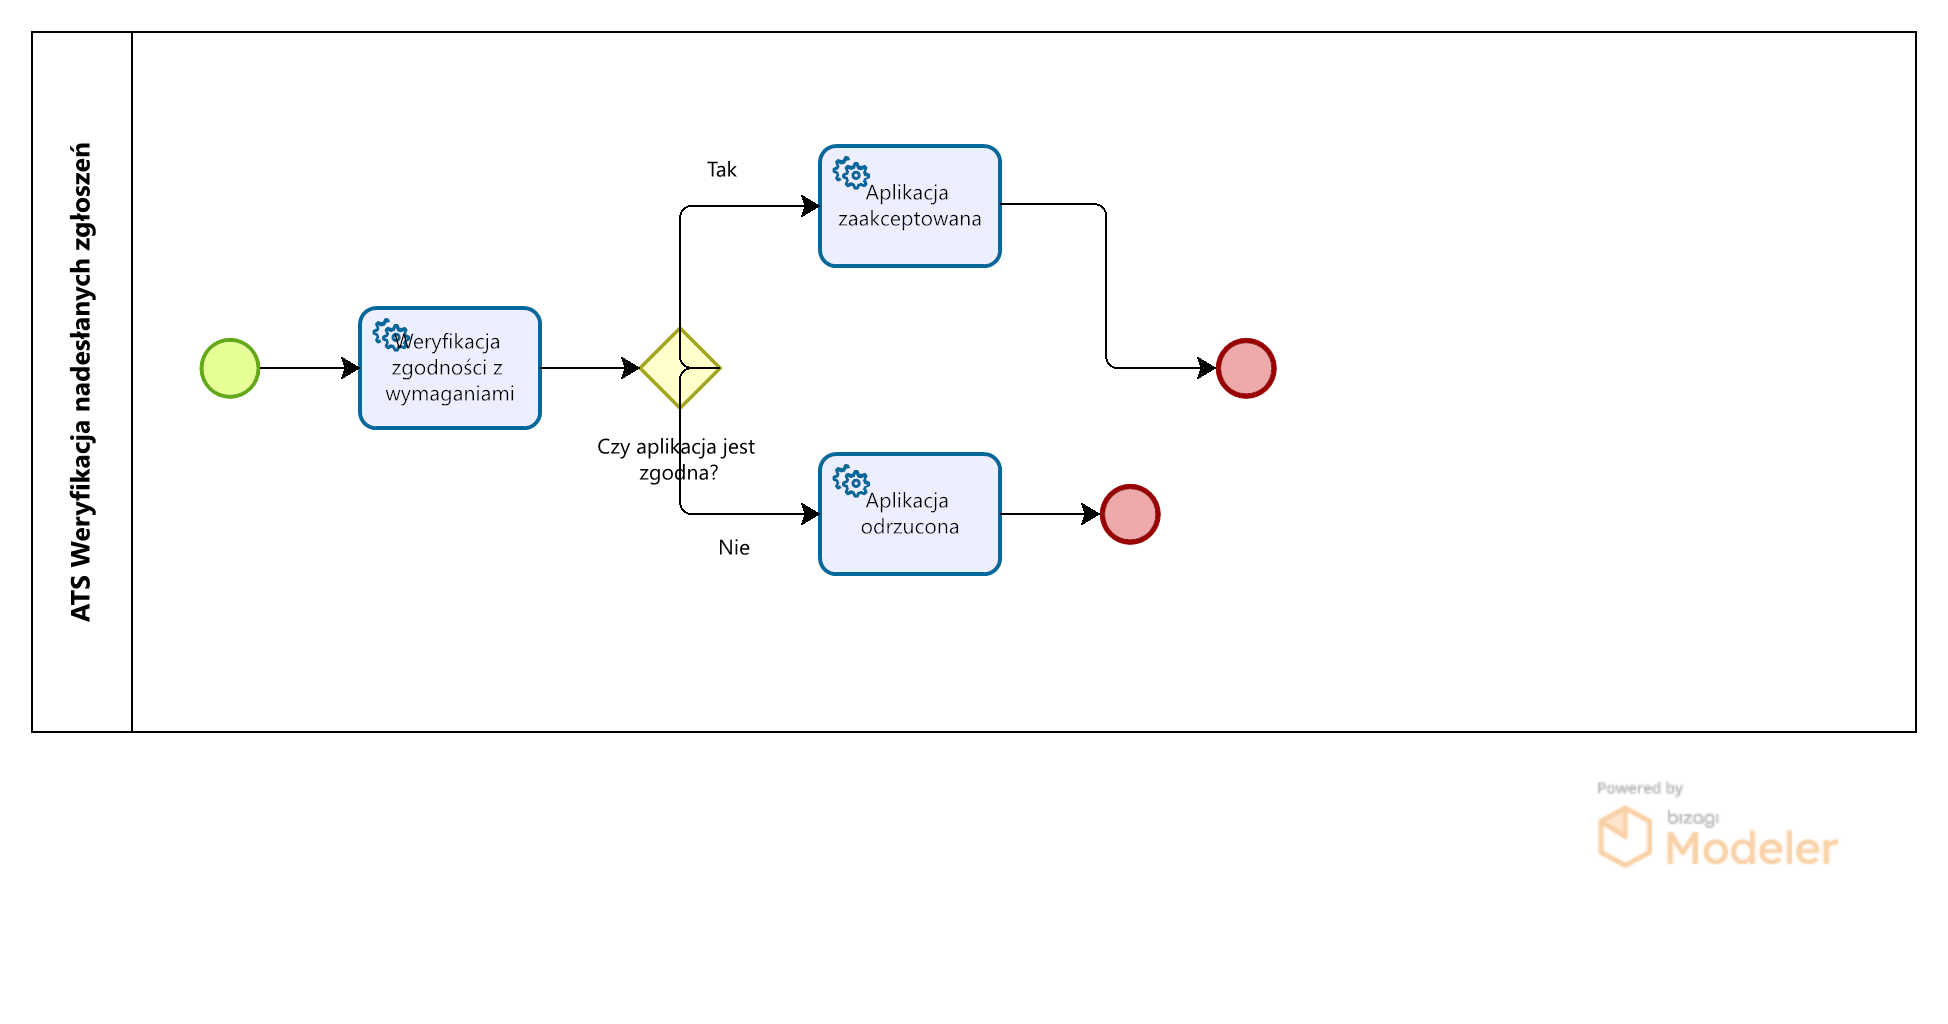 ATS Weryfikacja nadesłanych zgłoszeń
Weryfikacja
zgodności z
wymaganiami
Czy aplikacja jest
zgodna?
Tak
Aplikacja
zaakceptowana
Nie
Aplikacja
odrzucona
Powered by
bizagi
Modeler